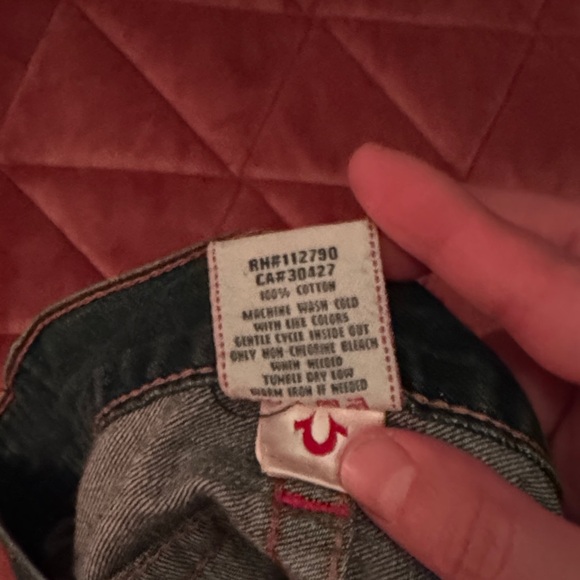 RN#112790
CA#30427
100% COTTON
MACHINE WASH COLD
WITH LIKE COLORS
GENTLE CYCLE INSIDE OUT
ONLY NON-CHLORINE BLEACH
WHEN NEEDED
TUMBLE DRY LOW
WARM IRON IF NEEDED